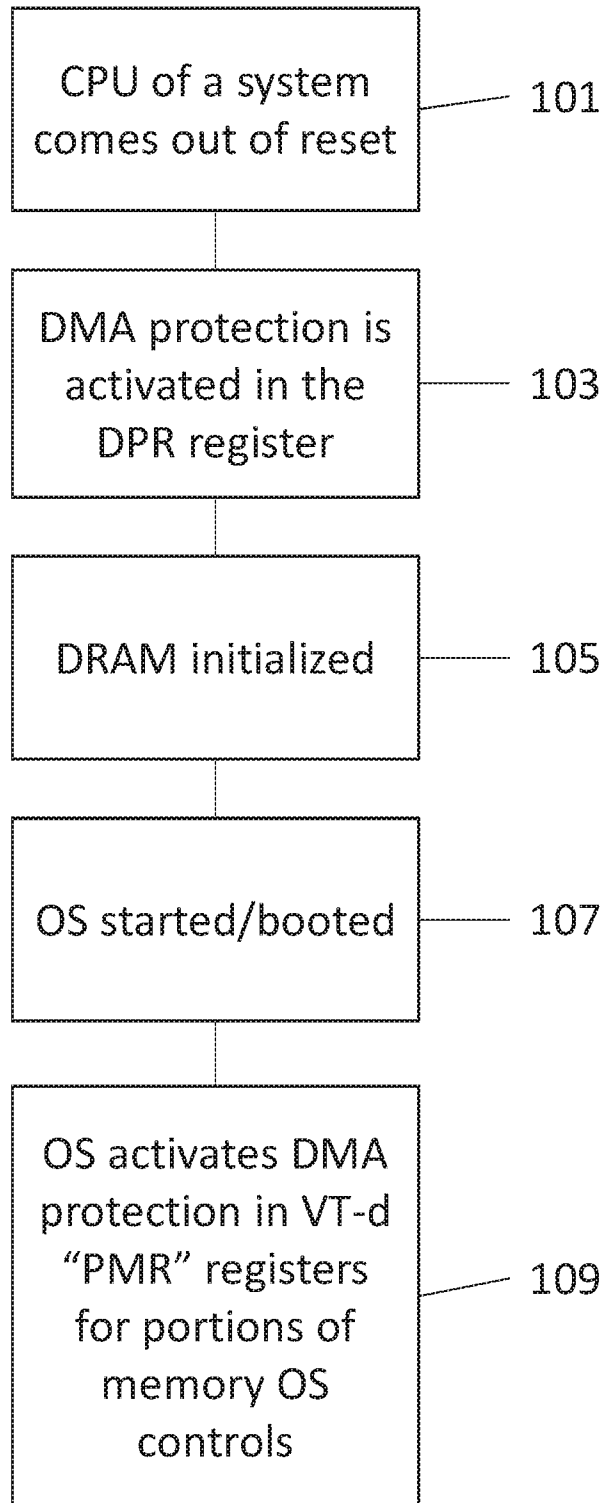 CPU of a system
comes out of reset
101
DMA protection is
activated in the
DPR register
103
DRAM initialized
105
OS started/booted
107
OS activates DMA
protection in VT-d
“PMR” registers
for portions of
memory OS
controls
109